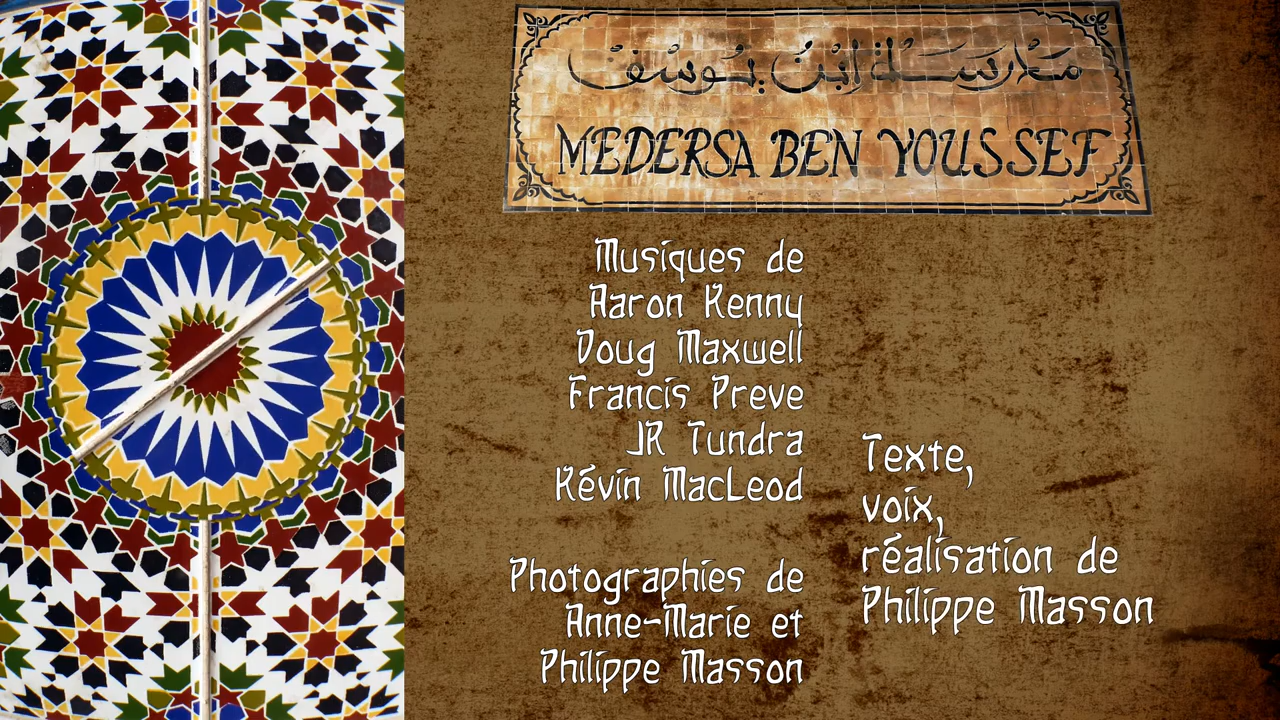 مدرسة ابن يوسف
MEDERSA BEN YOUSSEF
Musiques de
Aaron Kenny
Doug Maxwell
Francis Preve
JR Tundra
Kévin MacLeod
Photographies de
Anne-Marie et
Philippe Masson
Texte,
voix,
réalisation de
Philippe Masson